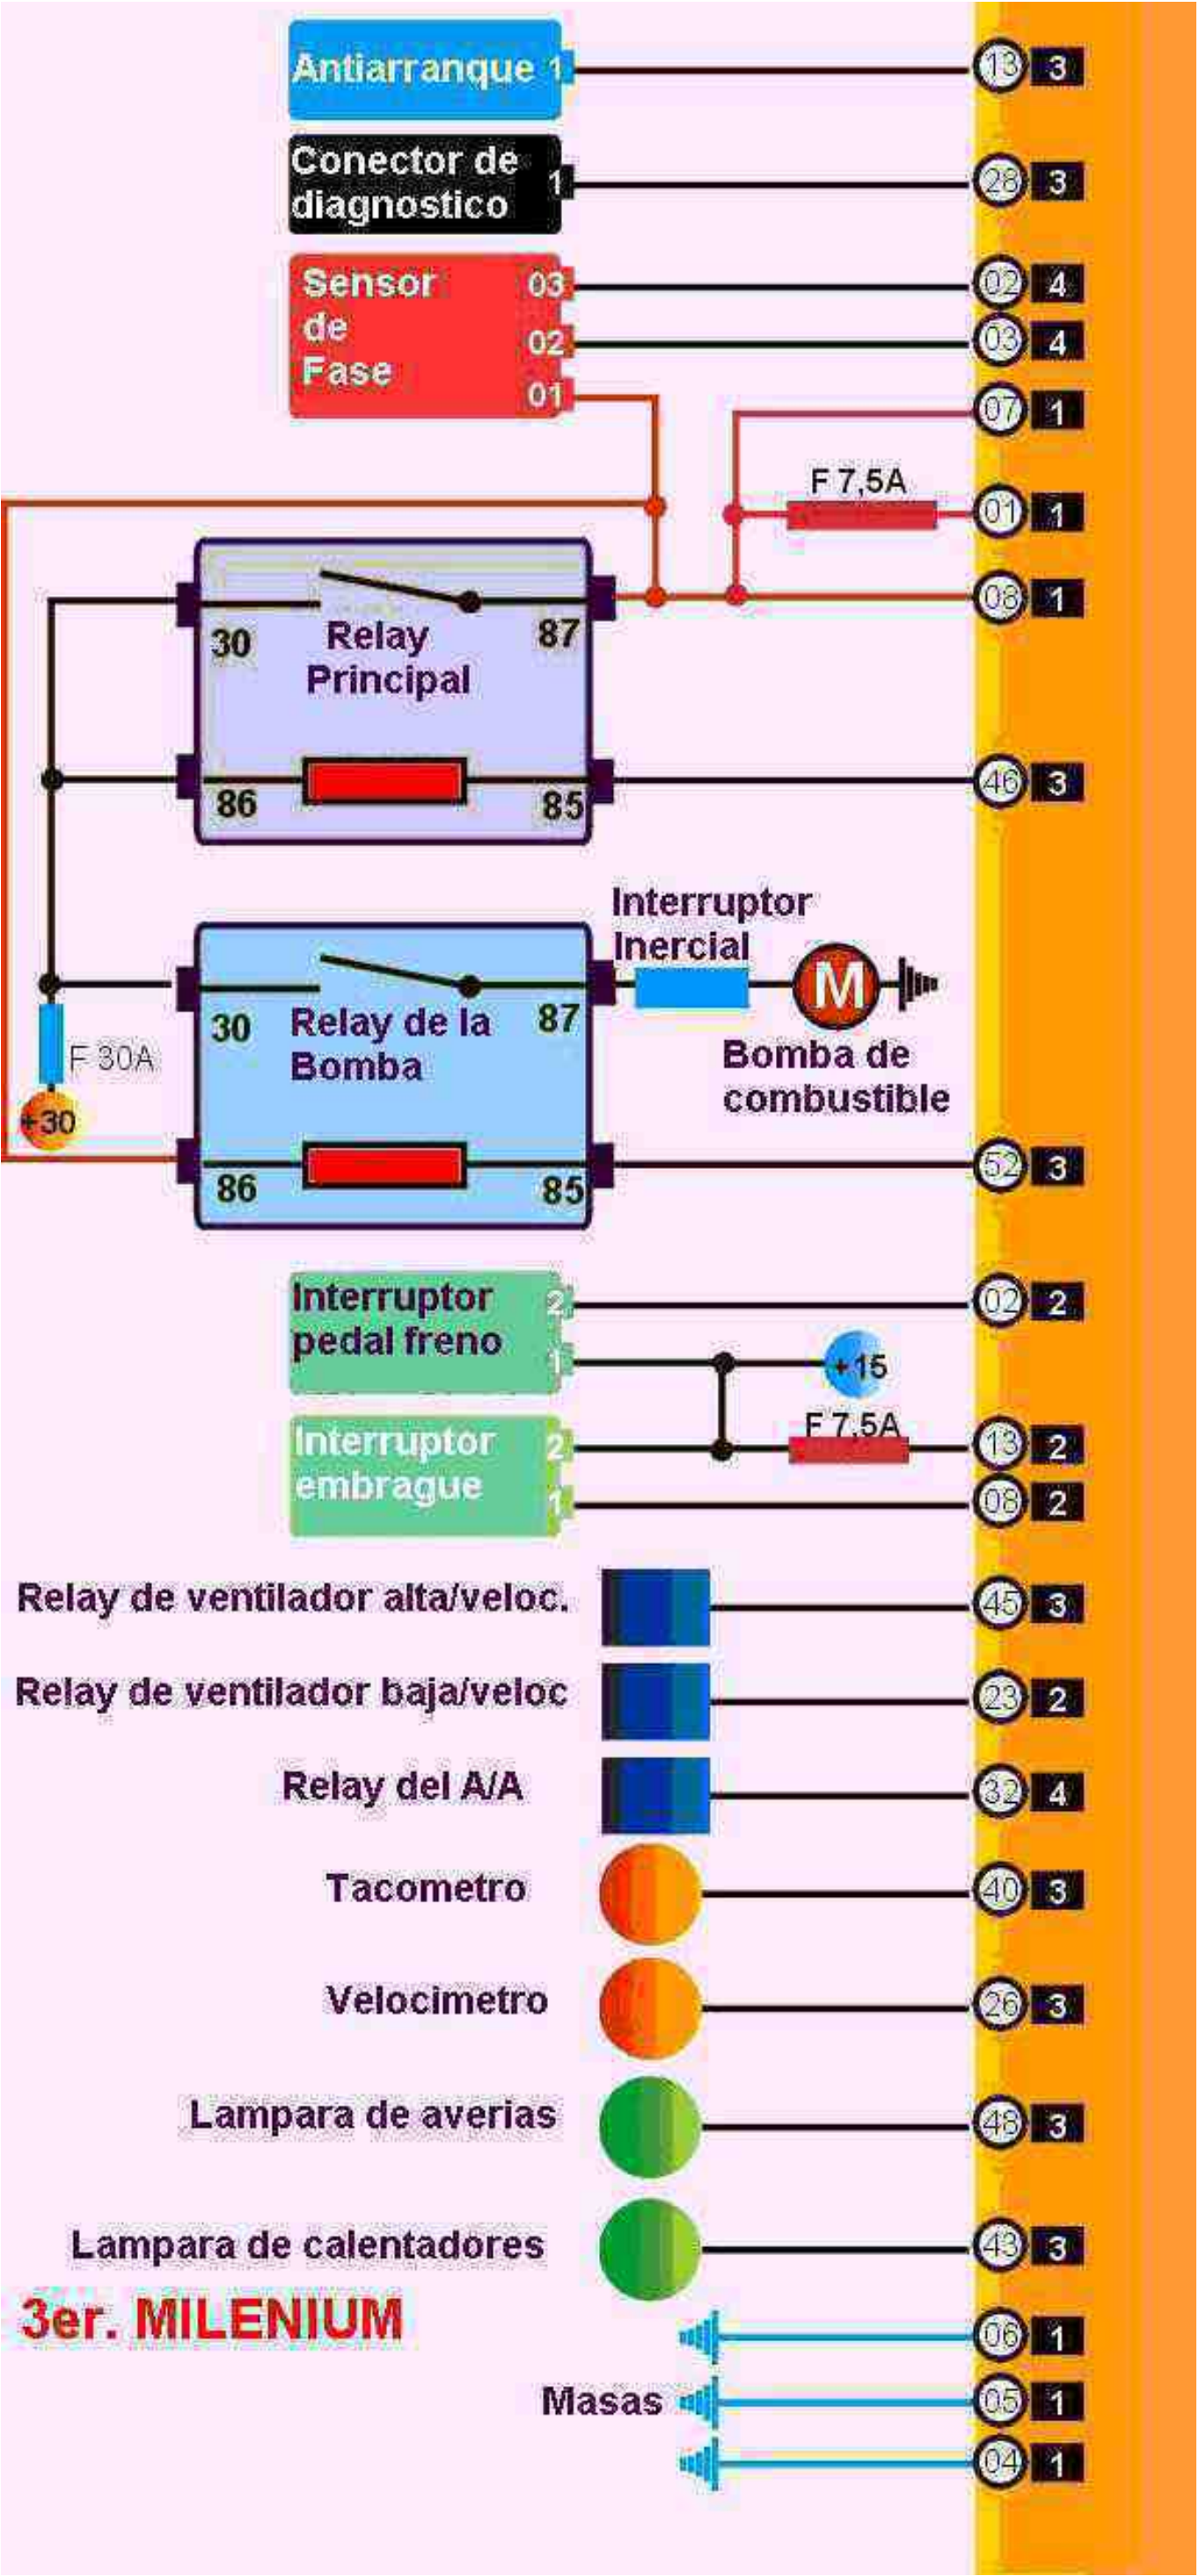 Antiarranque 1 13 3
Conector de
diagnostico 1 28 3
Sensor 03 02 4
de 02 03 4
Fase
01 07 1
F 7,5A
01 1
08 1
30 Relay 87
Principal
86 85 46 3
Interruptor
Inercial
M
30 Relay de la 87
Bomba
F 30A
Bomba de
combustible
+30
86 85 52 3
Interruptor 2 02 2
pedal freno 1 +15
F 7,5A
Interruptor 2 13 2
embrague 1 08 2
Relay de ventilador alta/veloc. 45 3
Relay de ventilador baja/veloc 23 2
Relay del A/A 32 4
Tacometro 40 3
Velocimetro 26 3
Lampara de averias 48 3
Lampara de calentadores 43 3
3er. MILENIUM
06 1
Masas 05 1
04 1